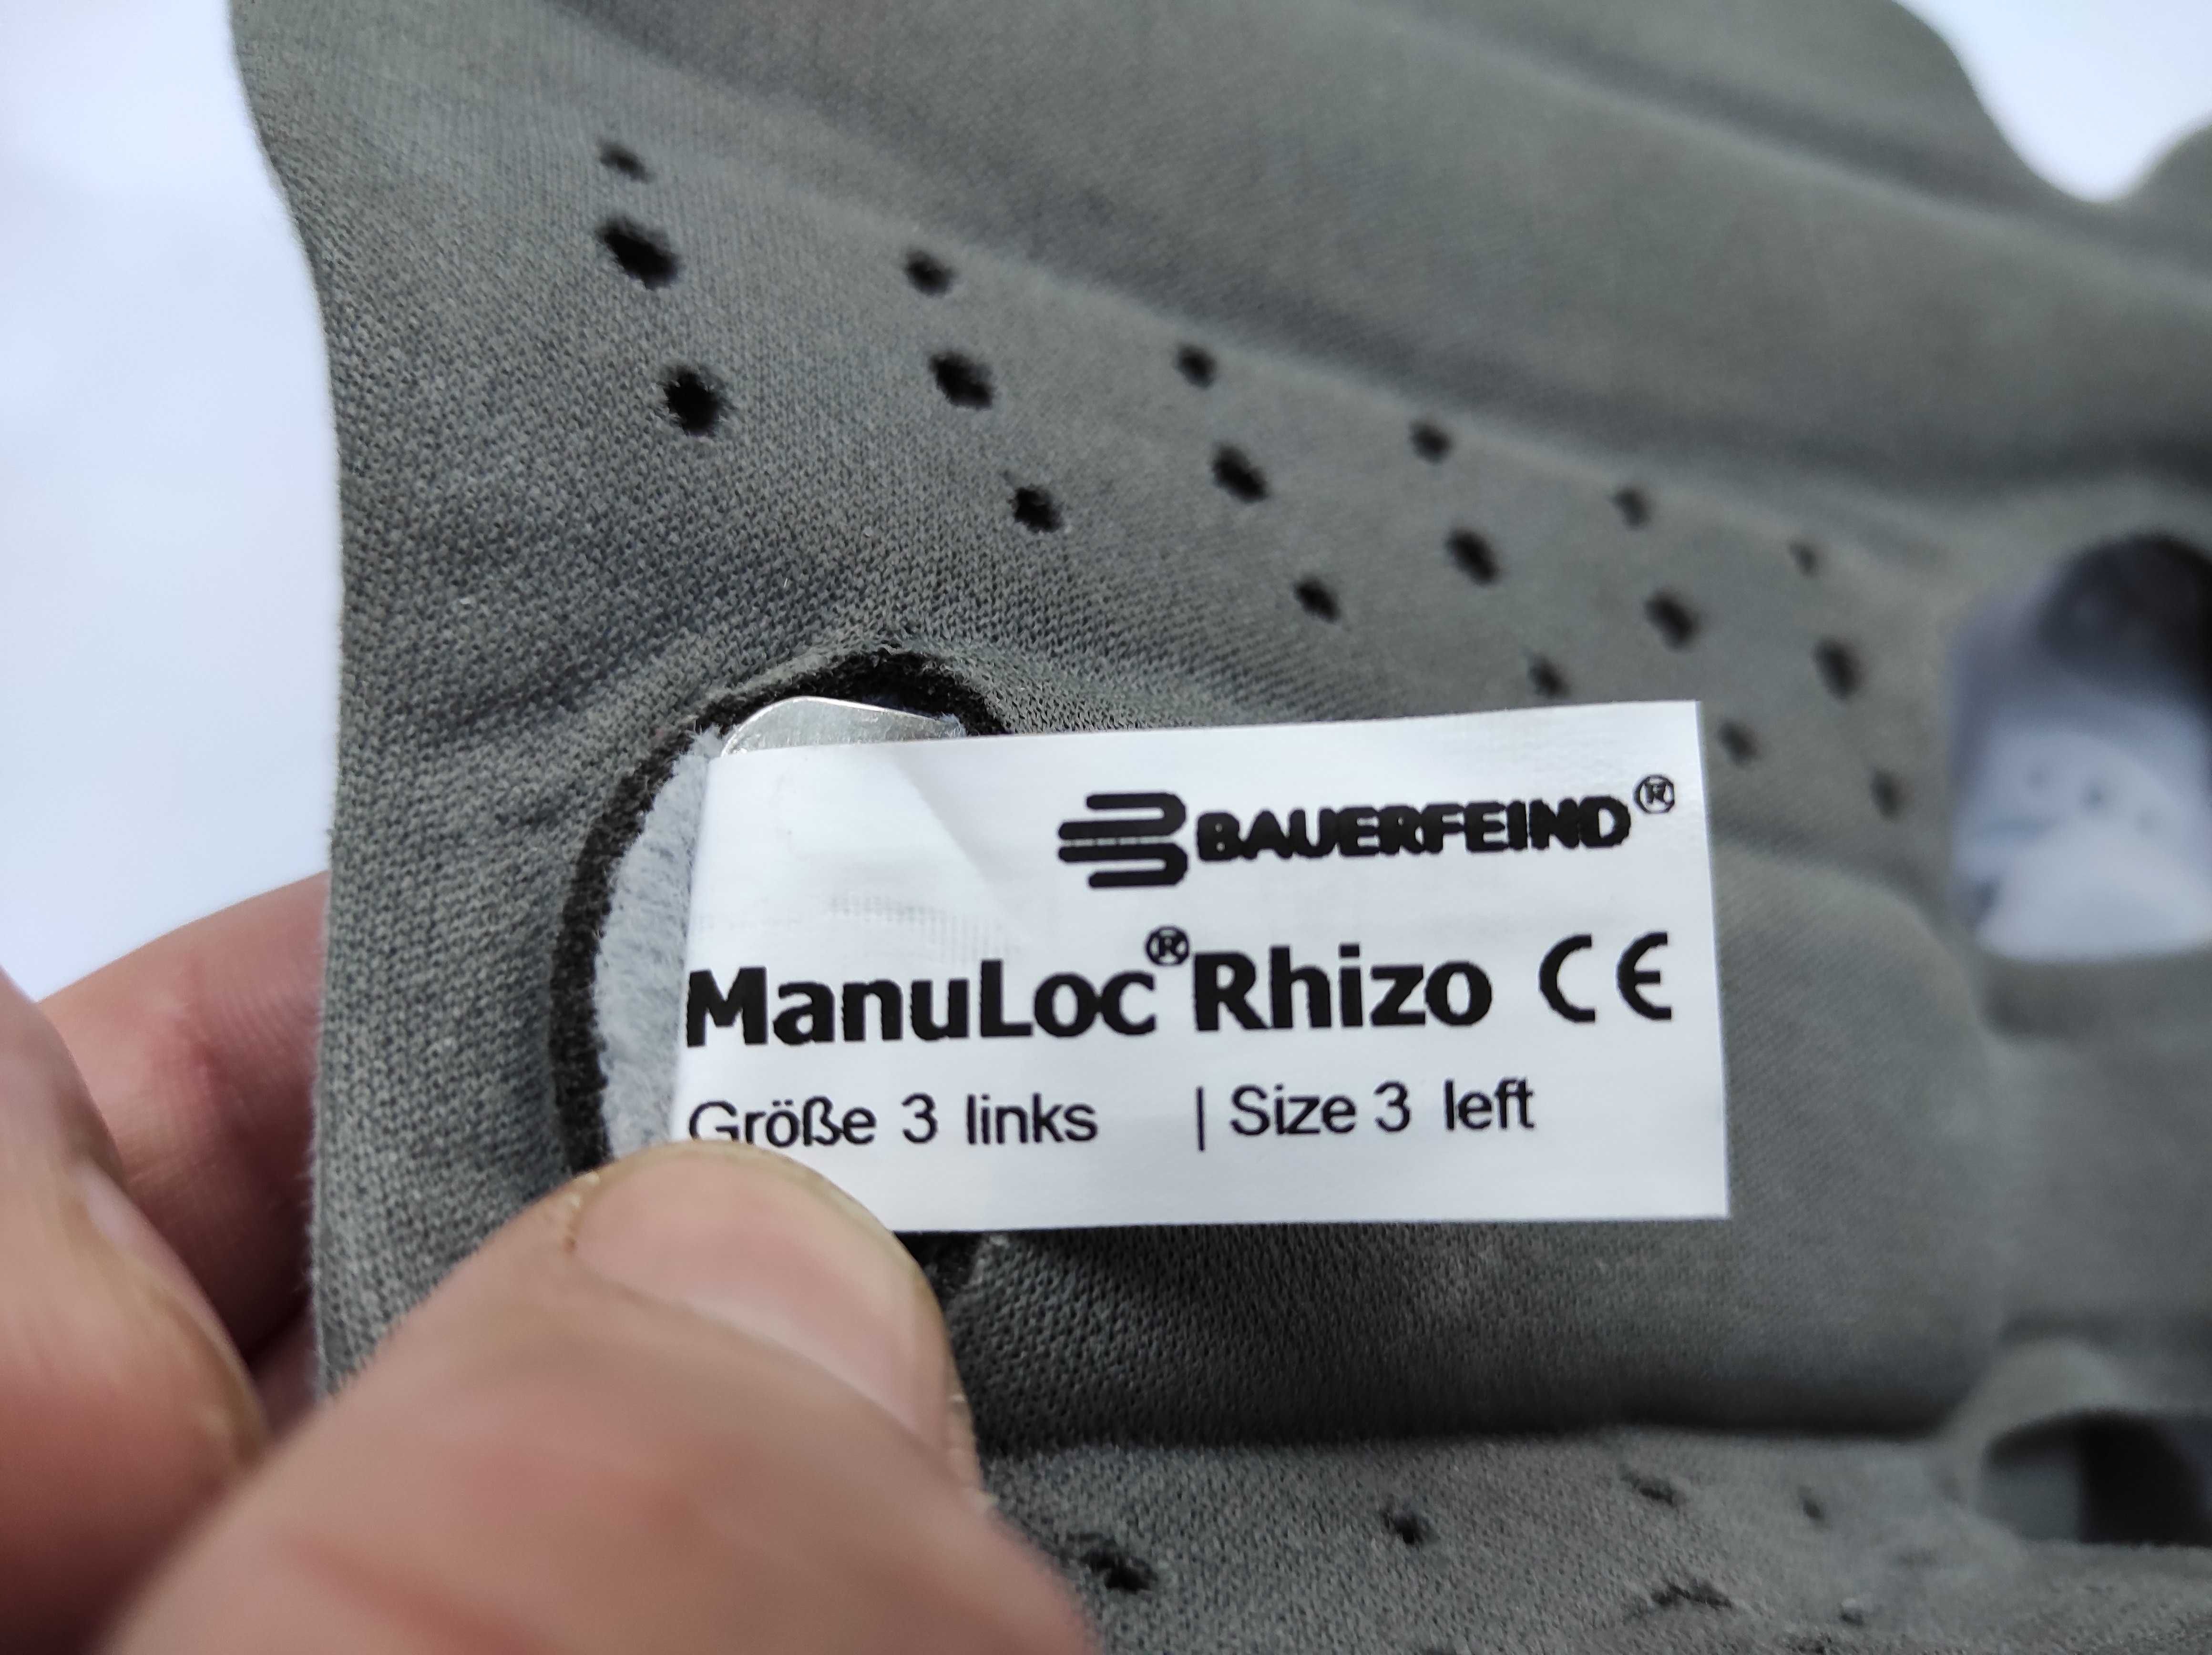 BAUERFEIND®
ManuLoc® Rhizo CE
Größe 3 links | Size 3 left